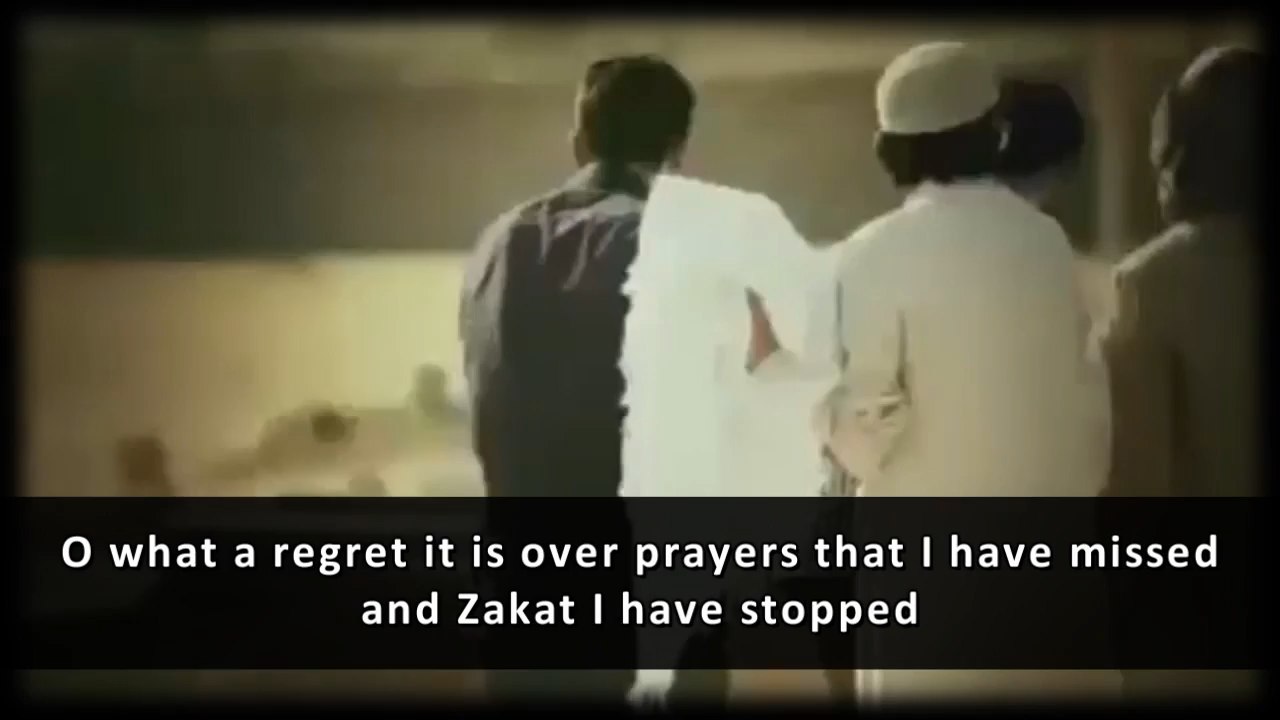 O what a regret it is over prayers that I have missed
and Zakat I have stopped